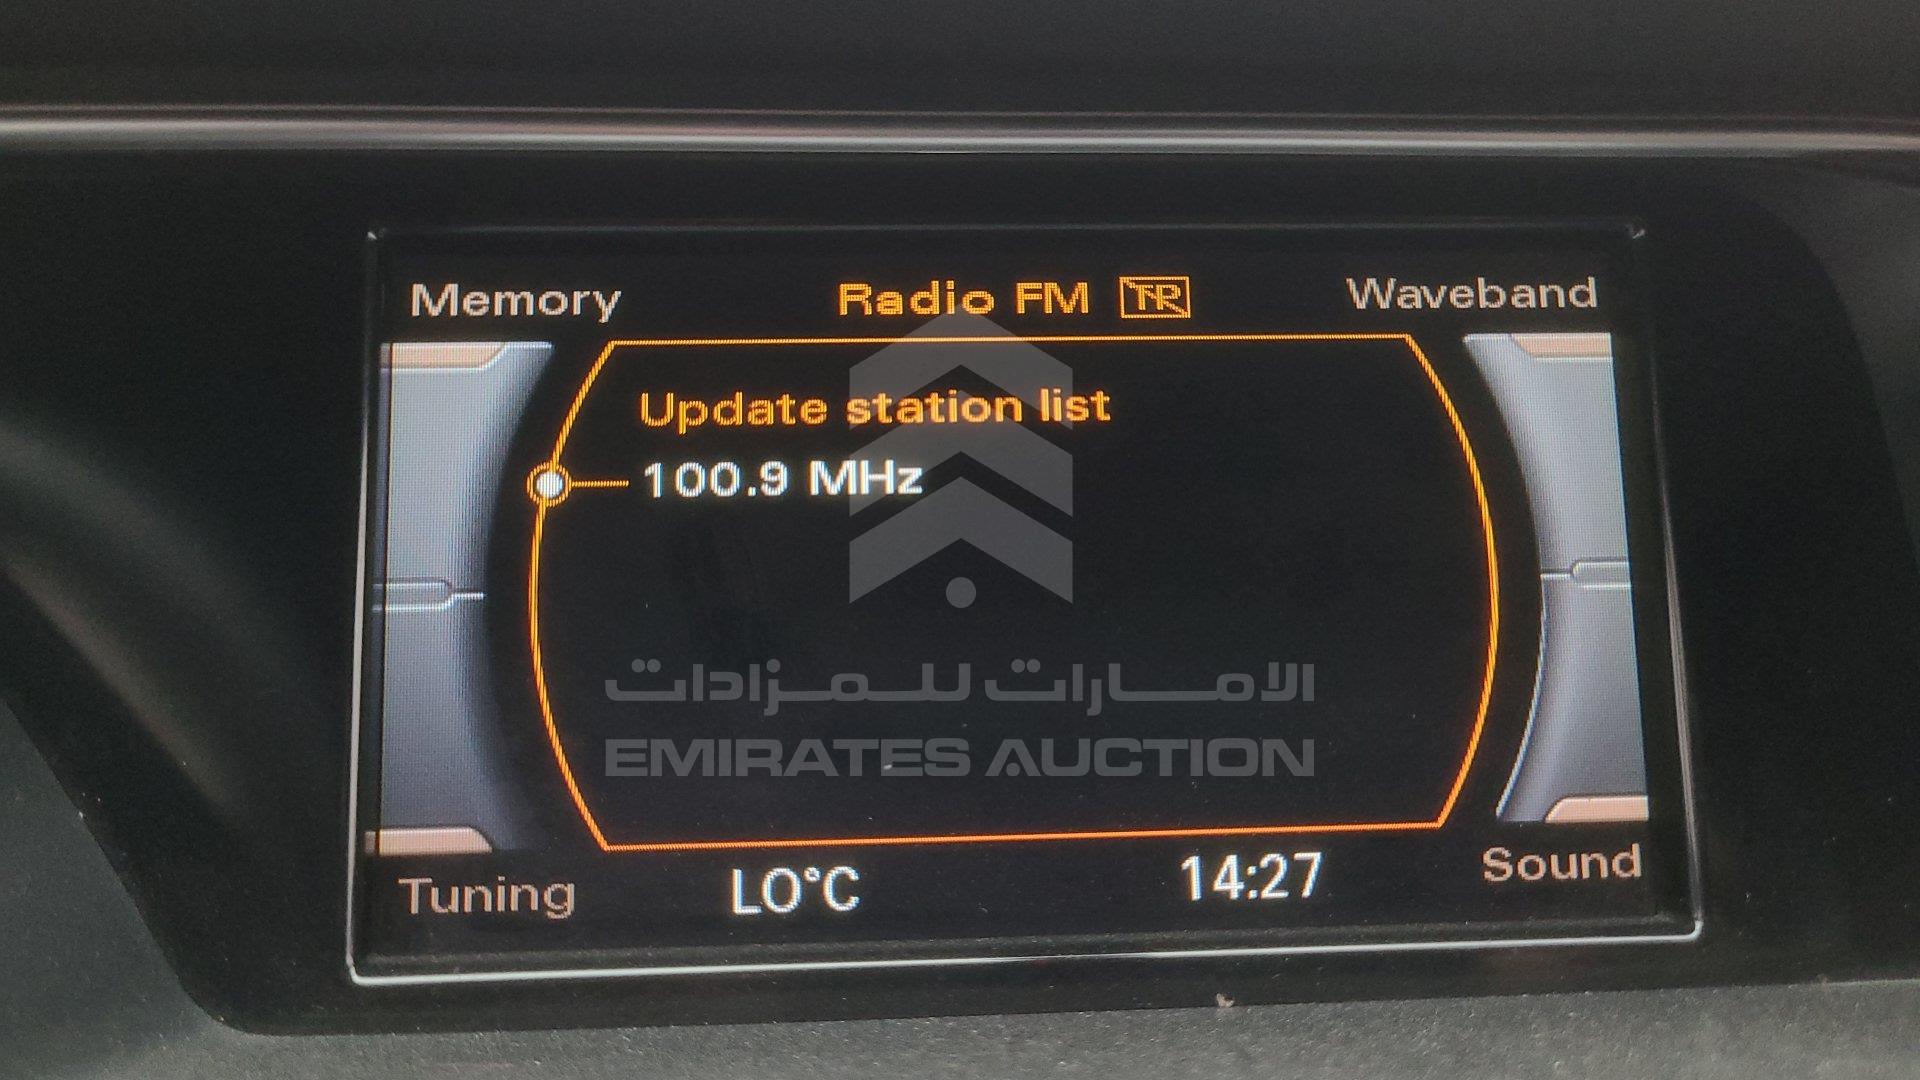 Memory
Radio FM TR
Waveband
Update station list
100.9 MHz
الامارات للمزادات
EMIRATES AUCTION
Tuning
LO°C
14:27
Sound